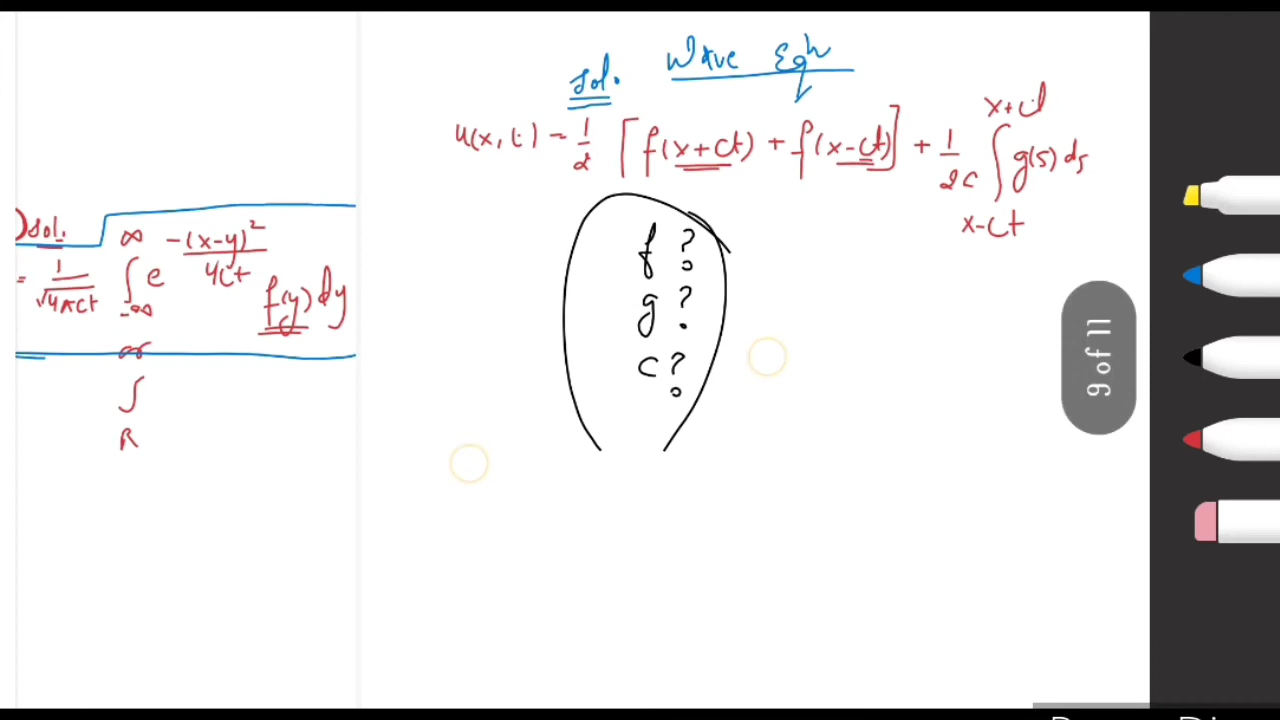 Sol. Wave Eqn
u(x,t) = 1/2 [f(x+ct) + f(x-ct)] + 1/2c ∫_{x-ct}^{x+ct} g(s) ds
f ?
g ?
c ?
)Sol.
= 1/√4πct ∫_{-∞}^{∞} e^{-(x-y)²/4ct} f(y) dy
or
∫
R
9 of 11